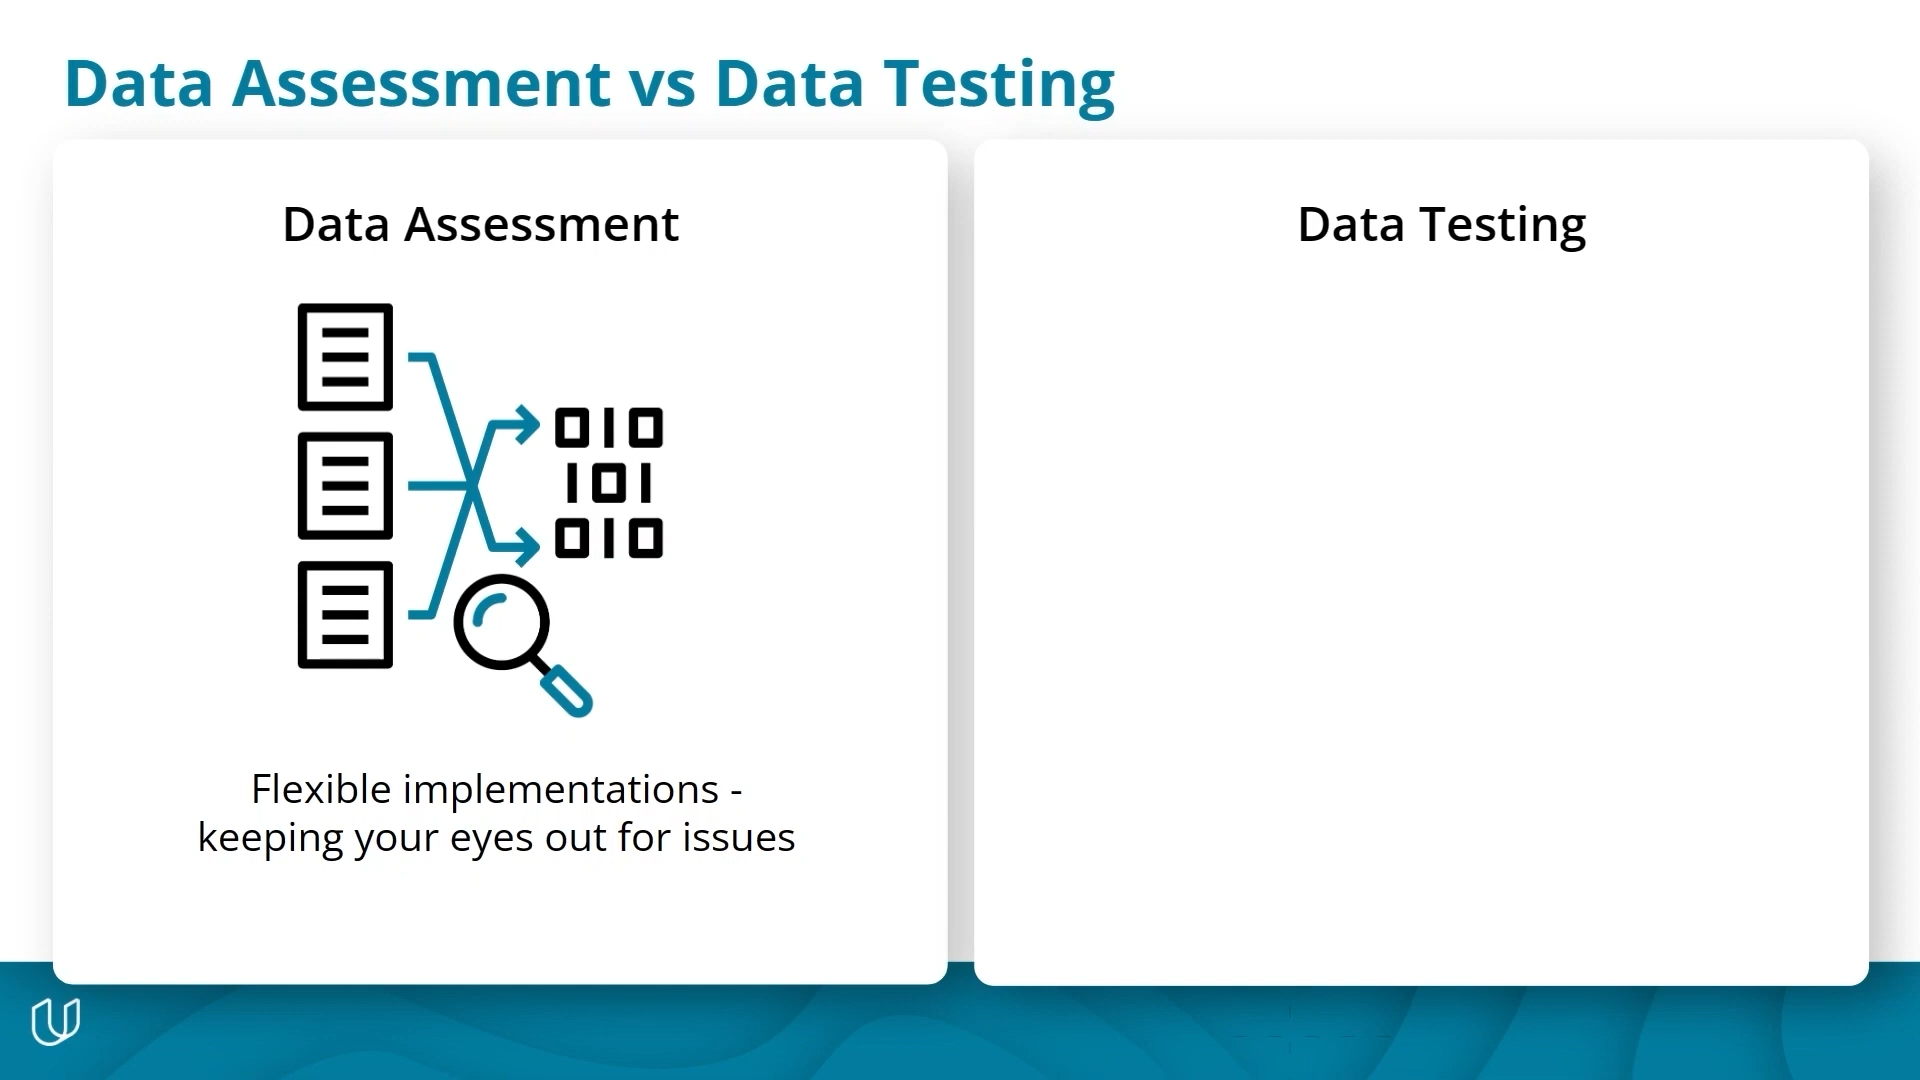 Data Assessment vs Data Testing
Data Assessment
010
101
010
Flexible implementations -
keeping your eyes out for issues
Data Testing